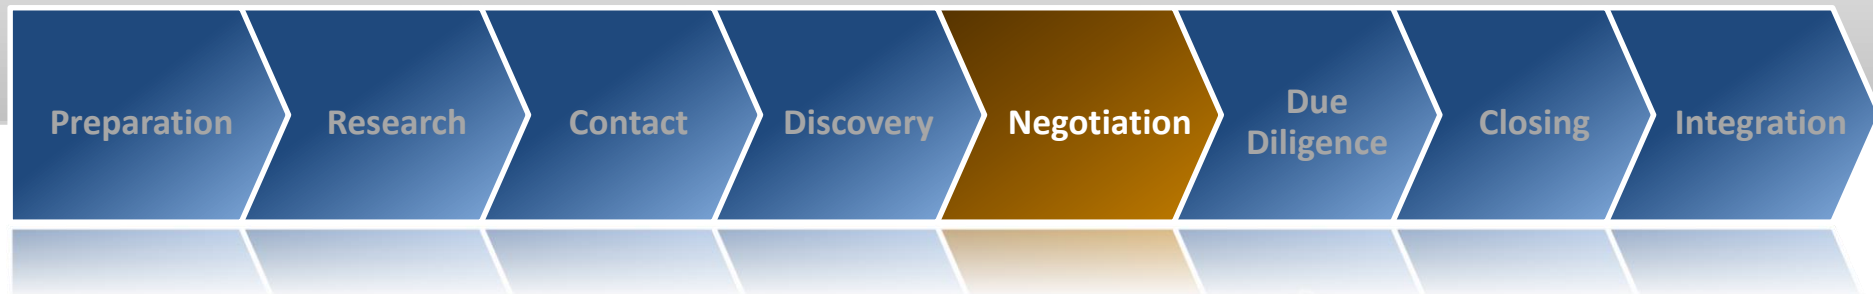 Preparation
Research
Contact
Discovery
Negotiation
Due
Diligence
Closing
Integration